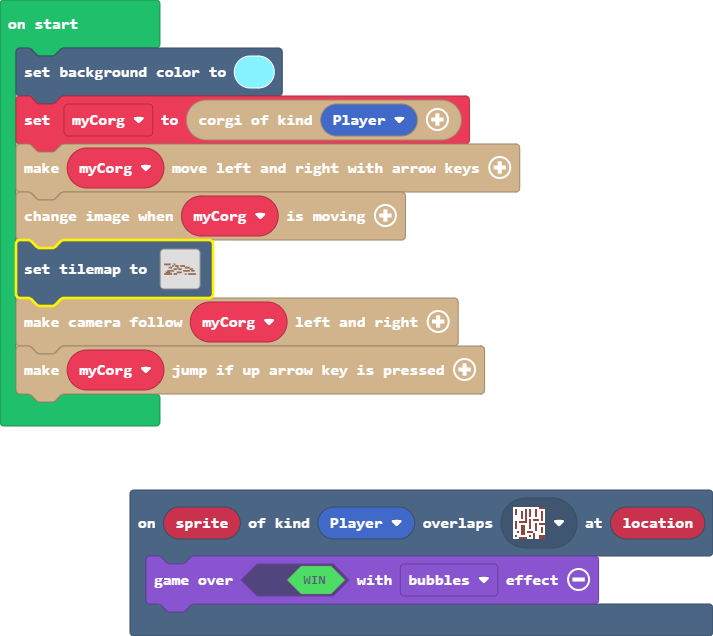 on start
set background color to
set myCorg to corgi of kind Player
make myCorg move left and right with arrow keys
change image when myCorg is moving
set tilemap to
make camera follow myCorg left and right
make myCorg jump if up arrow key is pressed
on sprite of kind Player overlaps at location
game over WIN with bubbles effect